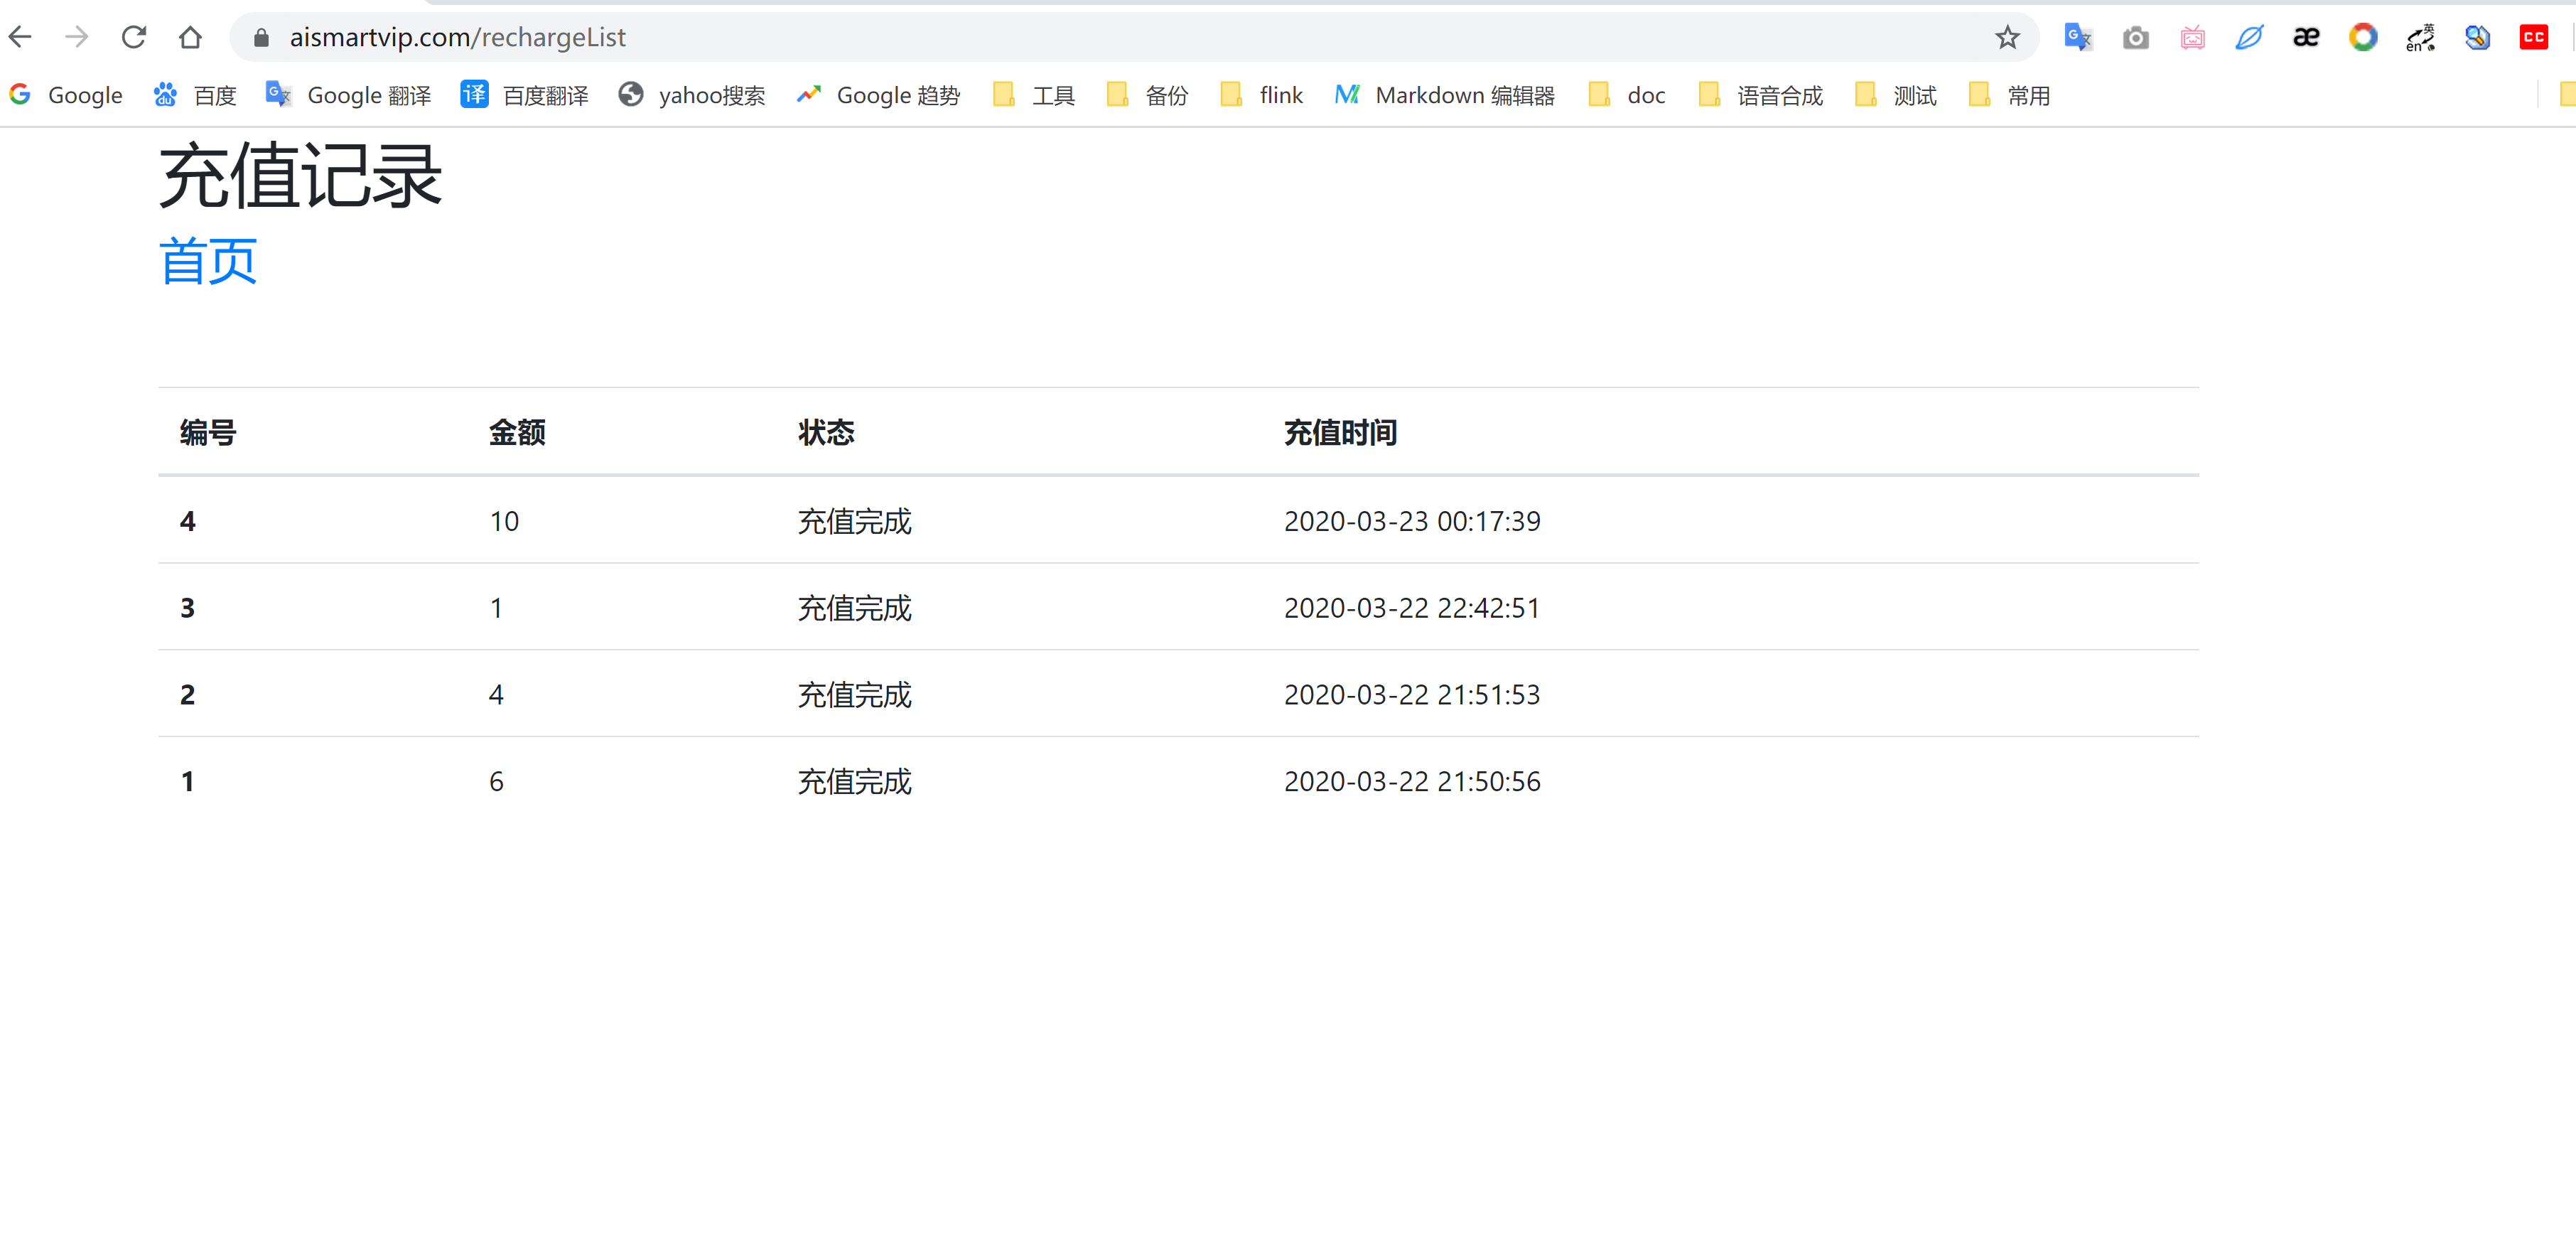 aismartvip.com/rechargeList
Google 百度 Google 翻译 译 百度翻译 yahoo搜索 Google 趋势 工具 备份 flink Markdown 编辑器 doc 语音合成 测试 常用
充值记录
首页
编号 金额 状态 充值时间
4 10 充值完成 2020-03-23 00:17:39
3 1 充值完成 2020-03-22 22:42:51
2 4 充值完成 2020-03-22 21:51:53
1 6 充值完成 2020-03-22 21:50:56